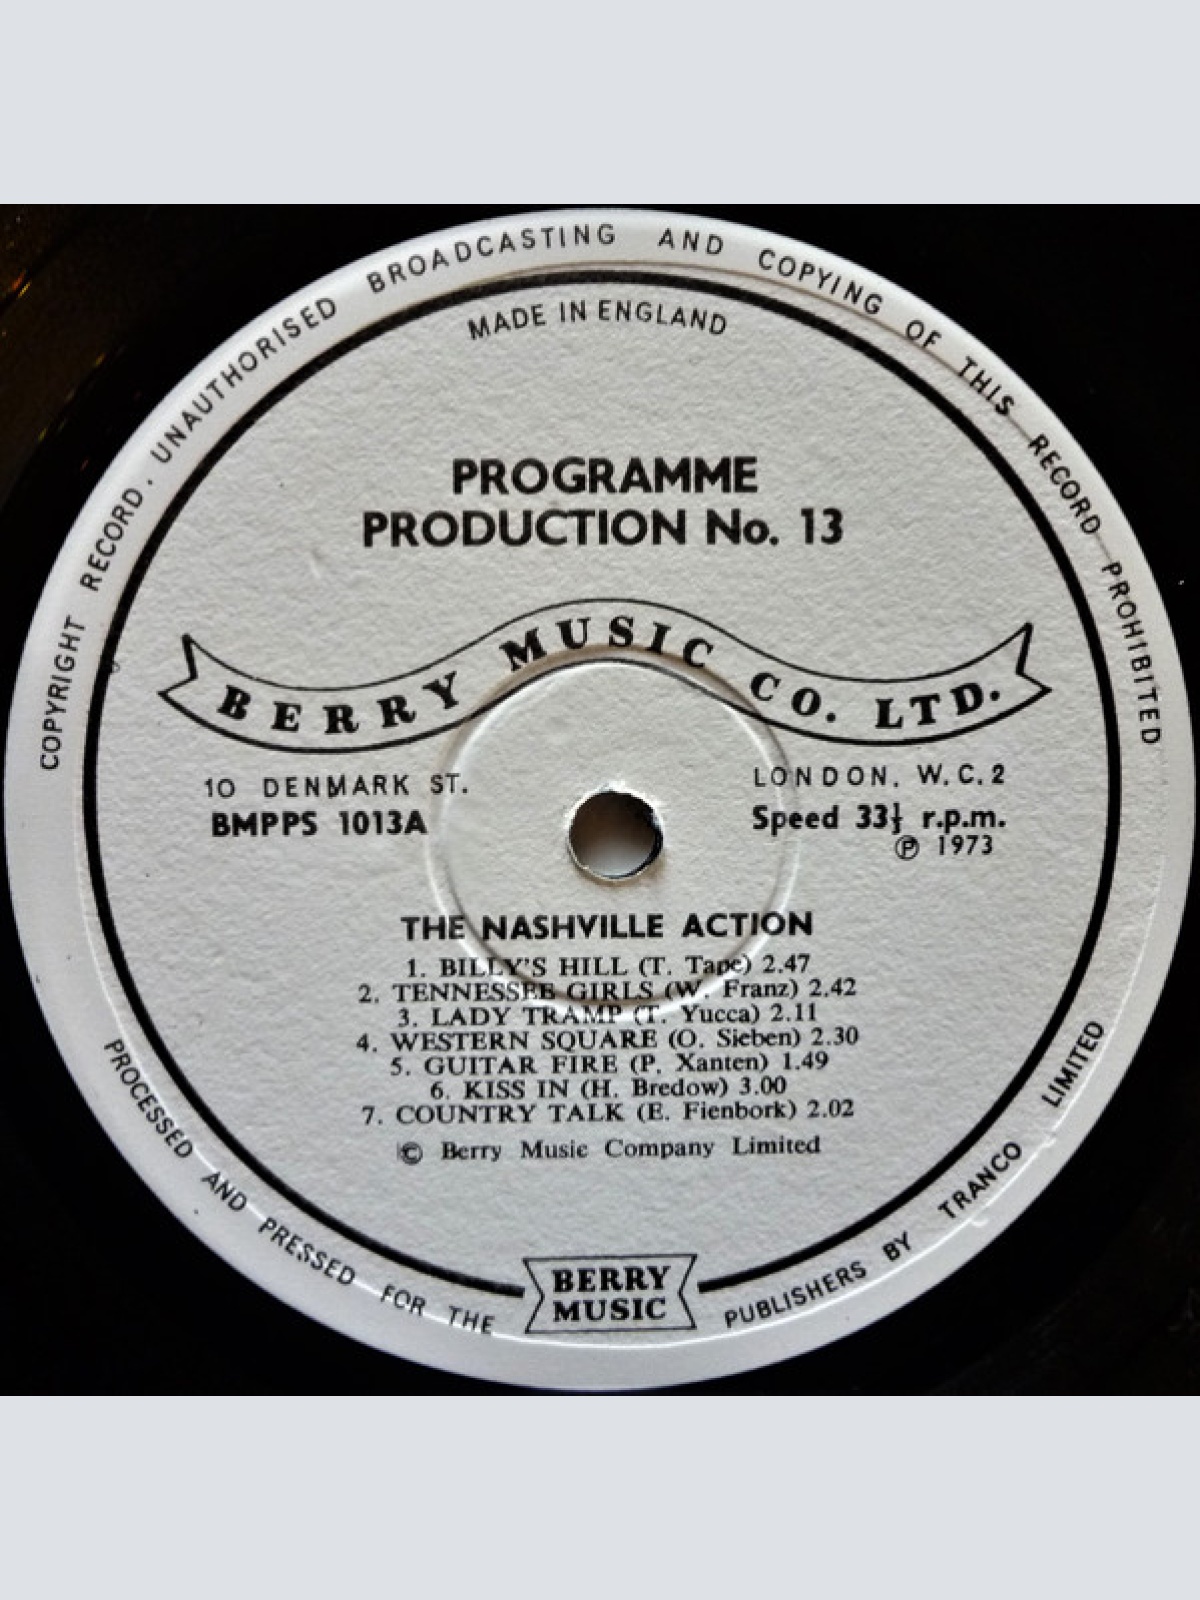 COPYRIGHT RECORD. UNAUTHORISED BROADCASTING AND COPYING OF THIS RECORD PROHIBITED
MADE IN ENGLAND
PROGRAMME
PRODUCTION No. 13
BERRY MUSIC CO. LTD.
10 DENMARK ST.
LONDON. W.C.2
BMPPS 1013A
Speed 33⅓ r.p.m.
℗ 1973
THE NASHVILLE ACTION
1. BILLY'S HILL (T. Tape) 2.47
2. TENNESSEE GIRLS (W. Franz) 2.42
3. LADY TRAMP (T. Yucca) 2.11
4. WESTERN SQUARE (O. Sieben) 2.30
5. GUITAR FIRE (P. Xanten) 1.49
6. KISS IN (H. Bredow) 3.00
7. COUNTRY TALK (E. Fienbork) 2.02
© Berry Music Company Limited
BERRY
MUSIC
PROCESSED AND PRESSED FOR THE PUBLISHERS BY TRANCO LIMITED